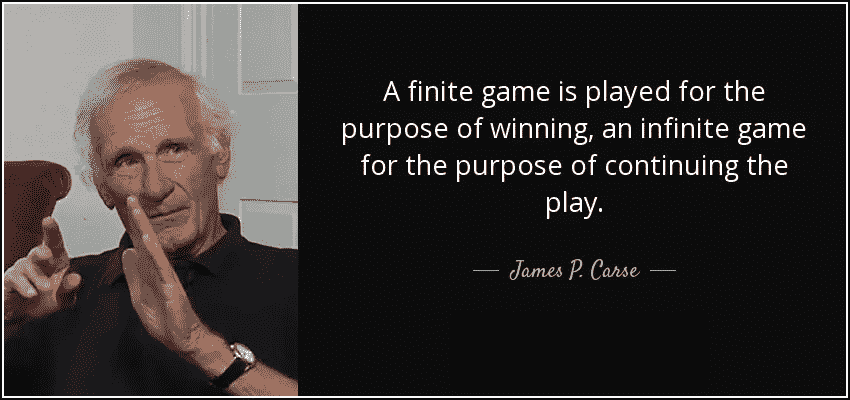 A finite game is played for the
purpose of winning, an infinite game
for the purpose of continuing the
play.
James P. Carse